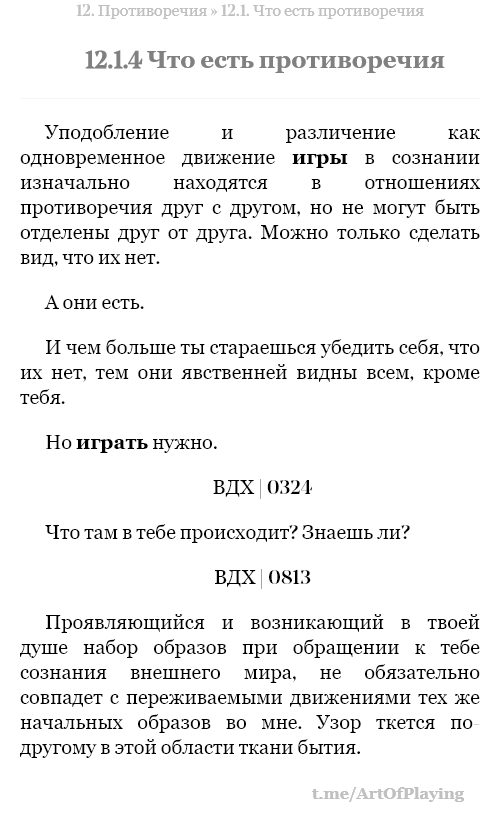 12. Противоречия » 12.1. Что есть противоречия
12.1.4 Что есть противоречия
Уподобление и различение как
одновременное движение игры в сознании
изначально находятся в отношениях
противоречия друг с другом, но не могут быть
отделены друг от друга. Можно только сделать
вид, что их нет.
А они есть.
И чем больше ты стараешься убедить себя, что
их нет, тем они явственней видны всем, кроме
тебя.
Но играть нужно.
ВДХ | 0324
Что там в тебе происходит? Знаешь ли?
ВДХ | 0813
Проявляющийся и возникающий в твоей
душе набор образов при обращении к тебе
сознания внешнего мира, не обязательно
совпадет с переживаемыми движениями тех же
начальных образов во мне. Узор ткется по-
другому в этой области ткани бытия.
t.me/ArtOfPlaying